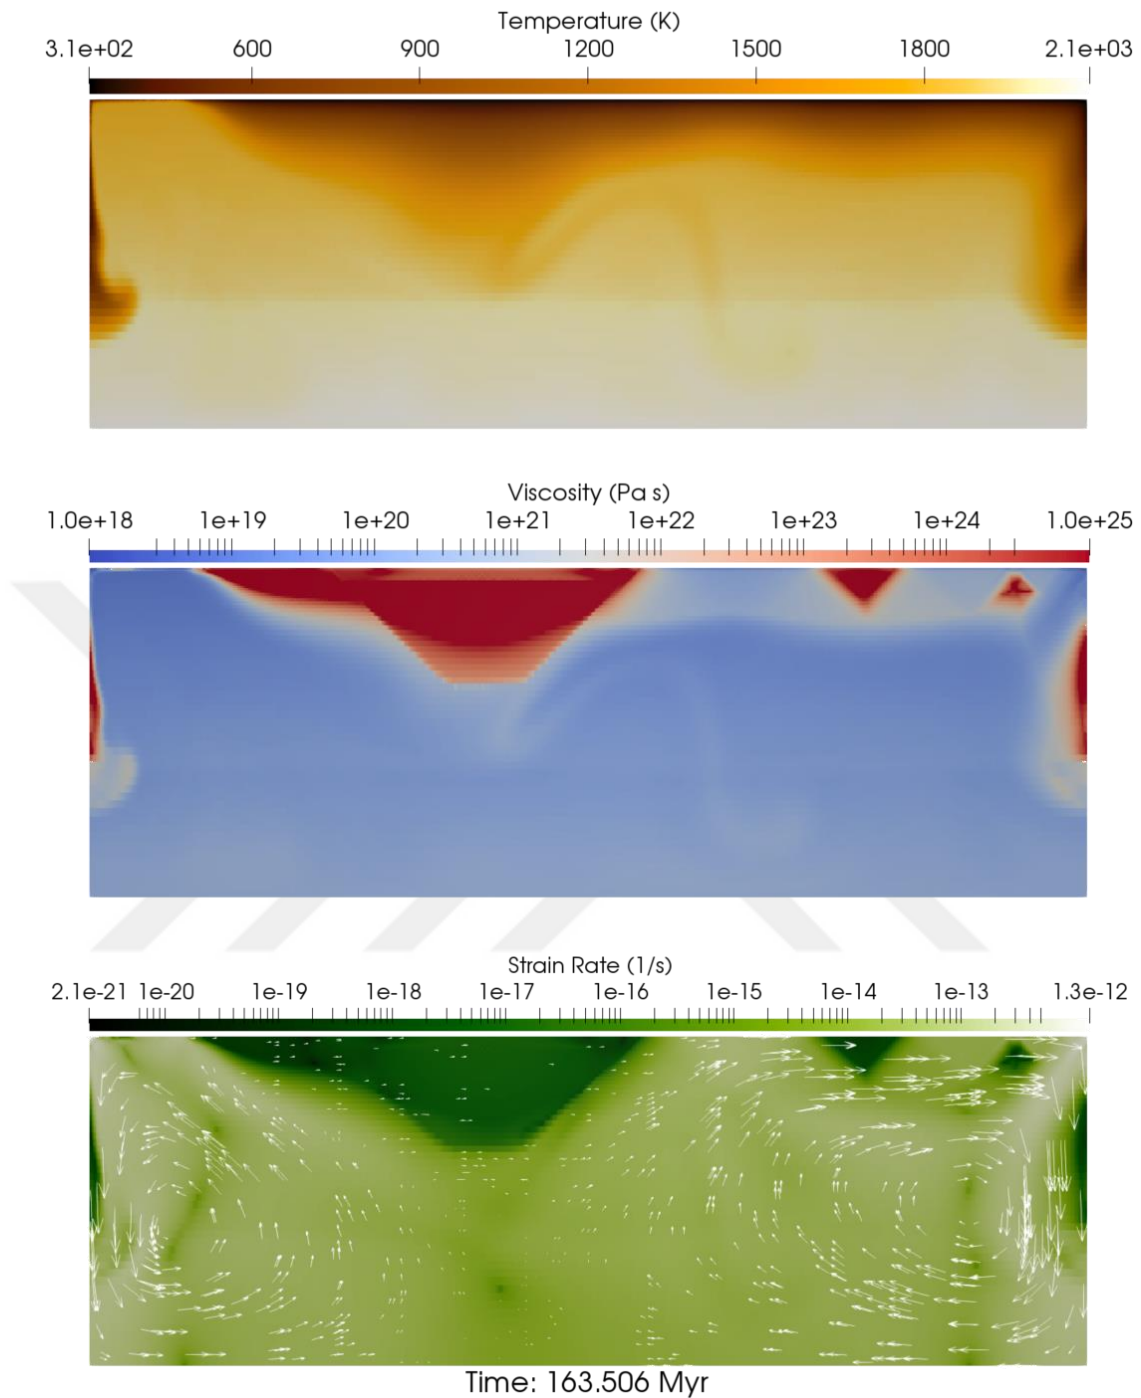 Temperature (K)
3.1e+02 600 900 1200 1500 1800 2.1e+03
Viscosity (Pa s)
1.0e+18 1e+19 1e+20 1e+21 1e+22 1e+23 1e+24 1.0e+25
Strain Rate (1/s)
2.1e-21 1e-20 1e-19 1e-18 1e-17 1e-16 1e-15 1e-14 1e-13 1.3e-12
Time: 163.506 Myr